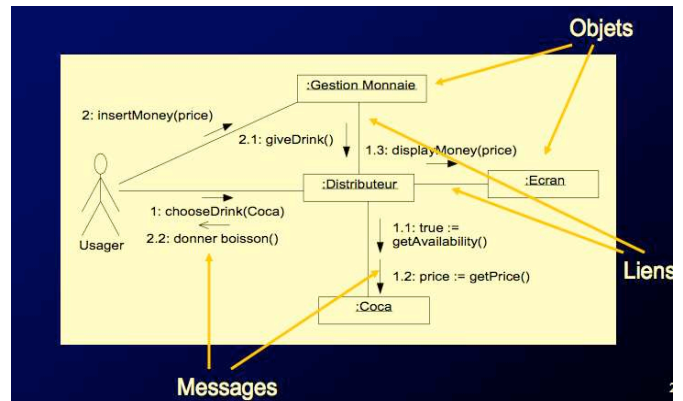 Objets
:Gestion Monnaie
2: insertMoney(price)
2.1: giveDrink()
1.3: displayMoney(price)
:Distributeur
:Ecran
1: chooseDrink(Coca)
2.2: donner boisson()
Usager
1.1: true :=
getAvailability()
1.2: price := getPrice()
Liens
:Coca
Messages
2